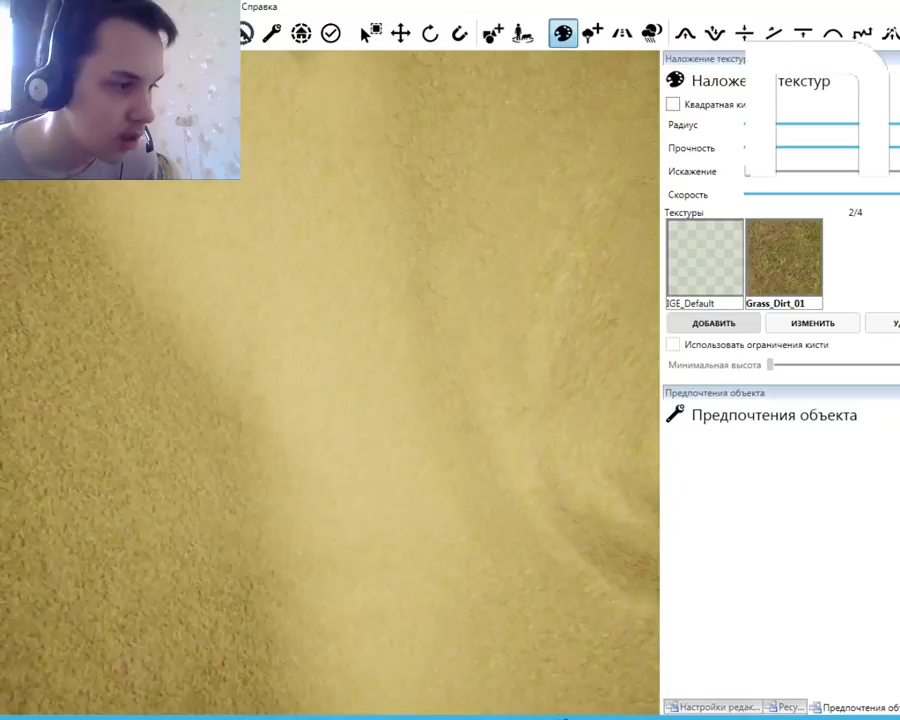 Справка
Наложение текстур
Наложе текстур
Квадратная ки
Радиус
Прочность
Искажение
Скорость
Текстуры 2/4
IGE_Default Grass_Dirt_01
ДОБАВИТЬ ИЗМЕНИТЬ У
Использовать ограничения кисти
Минимальная высота
Предпочтения объекта
Предпочтения объекта
Настройки редак... Ресу... Предпочтения об